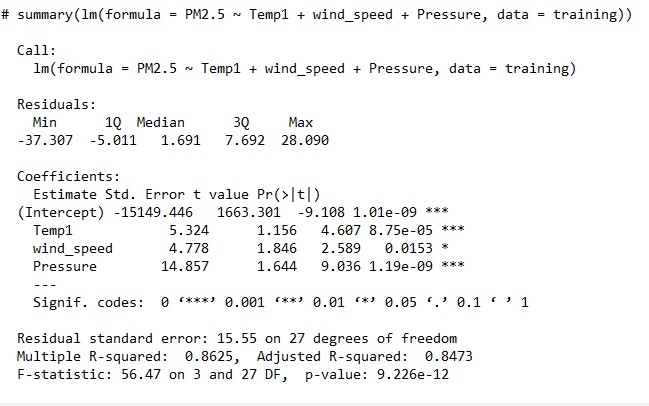 # summary(lm(formula = PM2.5 ~ Temp1 + wind_speed + Pressure, data = training))
Call:
lm(formula = PM2.5 ~ Temp1 + wind_speed + Pressure, data = training)
Residuals:
Min 1Q Median 3Q Max
-37.307 -5.011 1.691 7.692 28.090
Coefficients:
Estimate Std. Error t value Pr(>|t|)
(Intercept) -15149.446 1663.301 -9.108 1.01e-09 ***
Temp1 5.324 1.156 4.607 8.75e-05 ***
wind_speed 4.778 1.846 2.589 0.0153 *
Pressure 14.857 1.644 9.036 1.19e-09 ***
---
Signif. codes: 0 ‘***’ 0.001 ‘**’ 0.01 ‘*’ 0.05 ‘.’ 0.1 ‘ ’ 1
Residual standard error: 15.55 on 27 degrees of freedom
Multiple R-squared: 0.8625, Adjusted R-squared: 0.8473
F-statistic: 56.47 on 3 and 27 DF, p-value: 9.226e-12